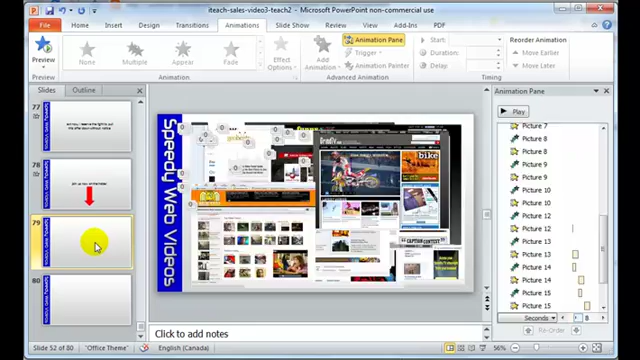 iteach-sales-video3-teach2 - Microsoft PowerPoint non-commercial use
File Home Insert Design Transitions Animations Slide Show Review View Add-Ins PDF
Preview
None Multiple Appear Fade
Effect Options
Add Animation
Animation Pane
Trigger
Animation Painter
Start:
Duration:
Delay:
Reorder Animation
Move Earlier
Move Later
Preview Animation Advanced Animation Timing
Slides Outline
77
78
79
80
Speedy Web Videos
bike
CAPTION CONTEST
Animation Pane
Play
Picture 7
Picture 8
Picture 8
Picture 9
Picture 9
Picture 10
Picture 10
Picture 12
Picture 12
Picture 13
Picture 13
Picture 14
Picture 14
Picture 15
Picture 15
Seconds
8
Re-Order
Click to add notes
Slide 52 of 80 "Office Theme" English (Canada) 56%